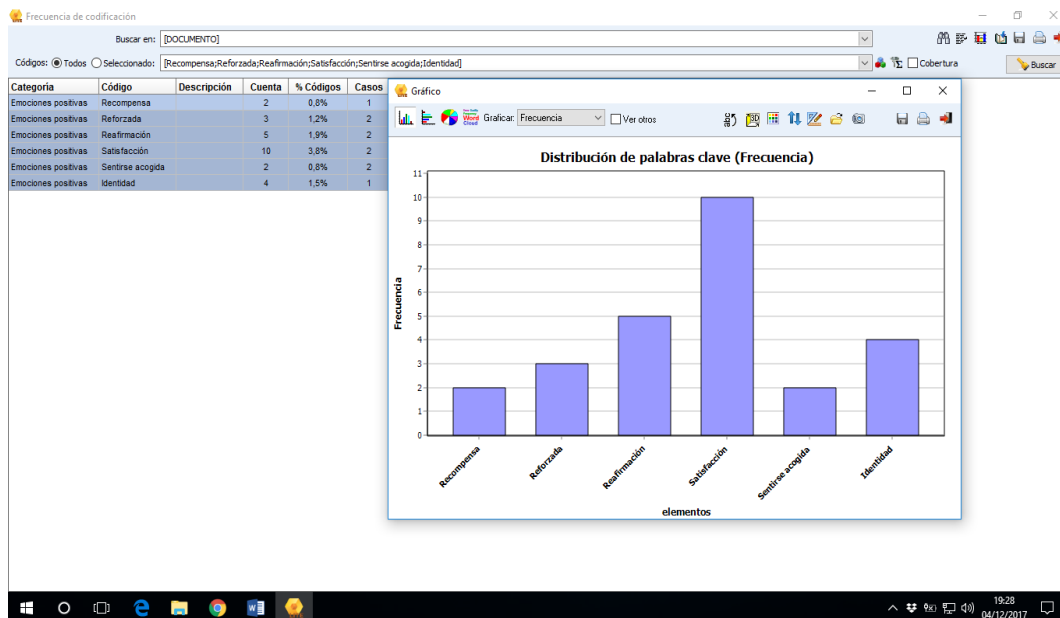 Frecuencia de codificación
Buscar en: [DOCUMENTO]
Códigos: Todos Seleccionado: [Recompensa;Reforzada;Reafirmación;Satisfacción;Sentirse acogida;Identidad] Cobertura Buscar
Categoria Código Descripción Cuenta % Códigos Casos
Emociones positivas Recompensa 2 0,8% 1
Emociones positivas Reforzada 3 1,2% 2
Emociones positivas Reafirmación 5 1,9% 2
Emociones positivas Satisfacción 10 3,8% 2
Emociones positivas Sentirse acogida 2 0,8% 2
Emociones positivas Identidad 4 1,5% 1
Gráfico
Word Cloud Graficar: Frecuencia Ver otros
Distribución de palabras clave (Frecuencia)
Frecuencia
11
10
9
8
7
6
5
4
3
2
1
0
Recompensa
Reforzada
Reafirmación
Satisfacción
Sentirse acogida
Identidad
elementos
19:28
04/12/2017